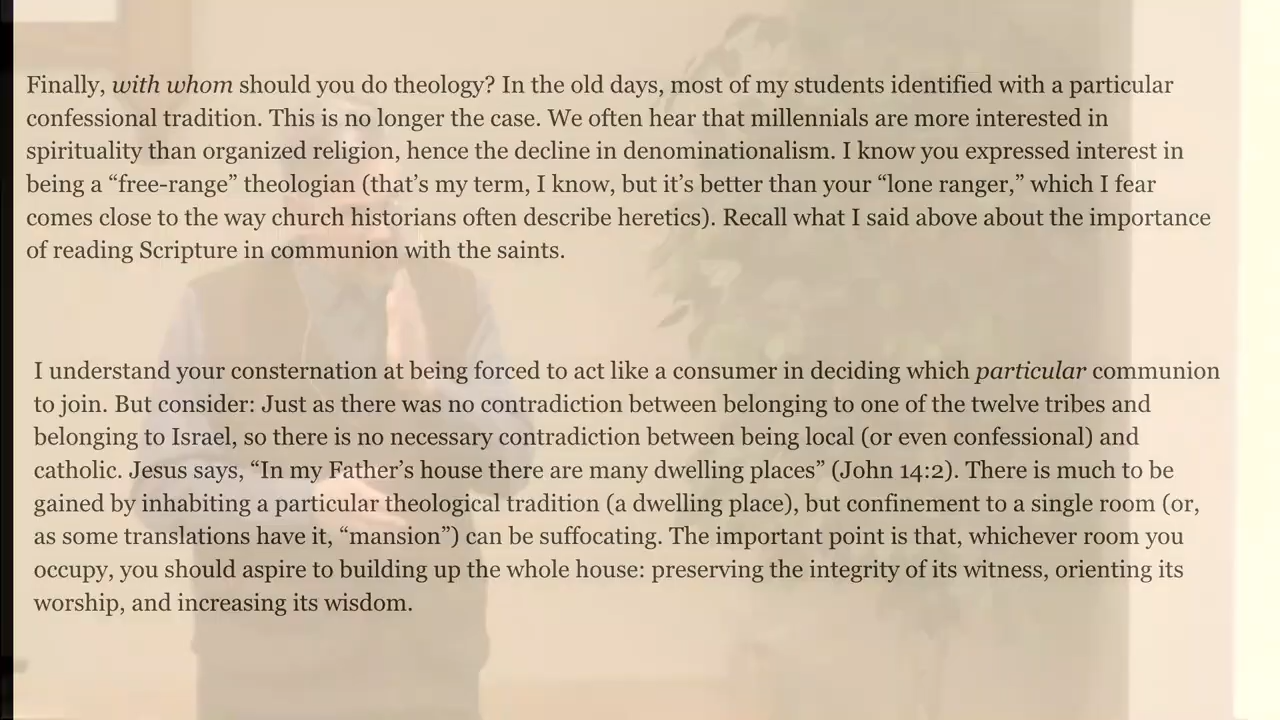 Finally, with whom should you do theology? In the old days, most of my students identified with a particular
confessional tradition. This is no longer the case. We often hear that millennials are more interested in
spirituality than organized religion, hence the decline in denominationalism. I know you expressed interest in
being a “free-range” theologian (that’s my term, I know, but it’s better than your “lone ranger,” which I fear
comes close to the way church historians often describe heretics). Recall what I said above about the importance
of reading Scripture in communion with the saints.
I understand your consternation at being forced to act like a consumer in deciding which particular communion
to join. But consider: Just as there was no contradiction between belonging to one of the twelve tribes and
belonging to Israel, so there is no necessary contradiction between being local (or even confessional) and
catholic. Jesus says, “In my Father’s house there are many dwelling places” (John 14:2). There is much to be
gained by inhabiting a particular theological tradition (a dwelling place), but confinement to a single room (or,
as some translations have it, “mansion”) can be suffocating. The important point is that, whichever room you
occupy, you should aspire to building up the whole house: preserving the integrity of its witness, orienting its
worship, and increasing its wisdom.